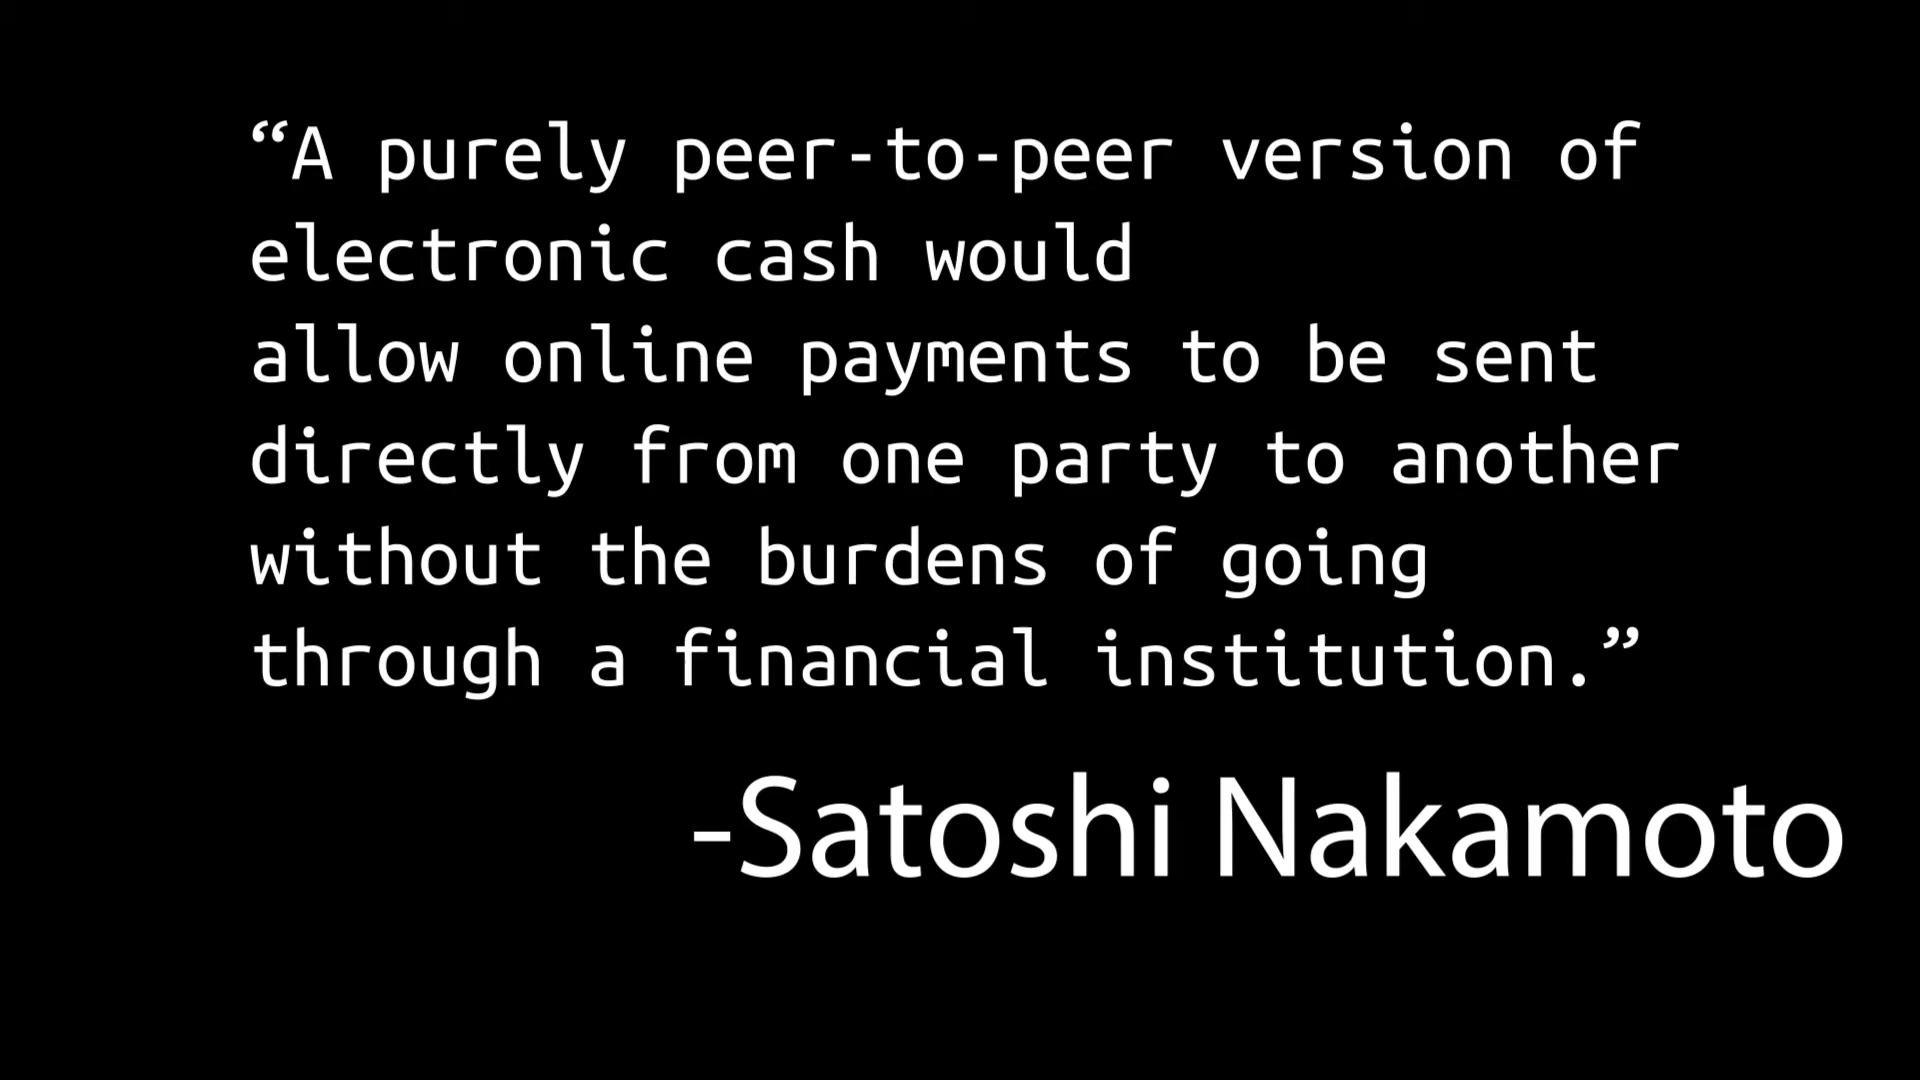 “A purely peer-to-peer version of
electronic cash would
allow online payments to be sent
directly from one party to another
without the burdens of going
through a financial institution.”
-Satoshi Nakamoto